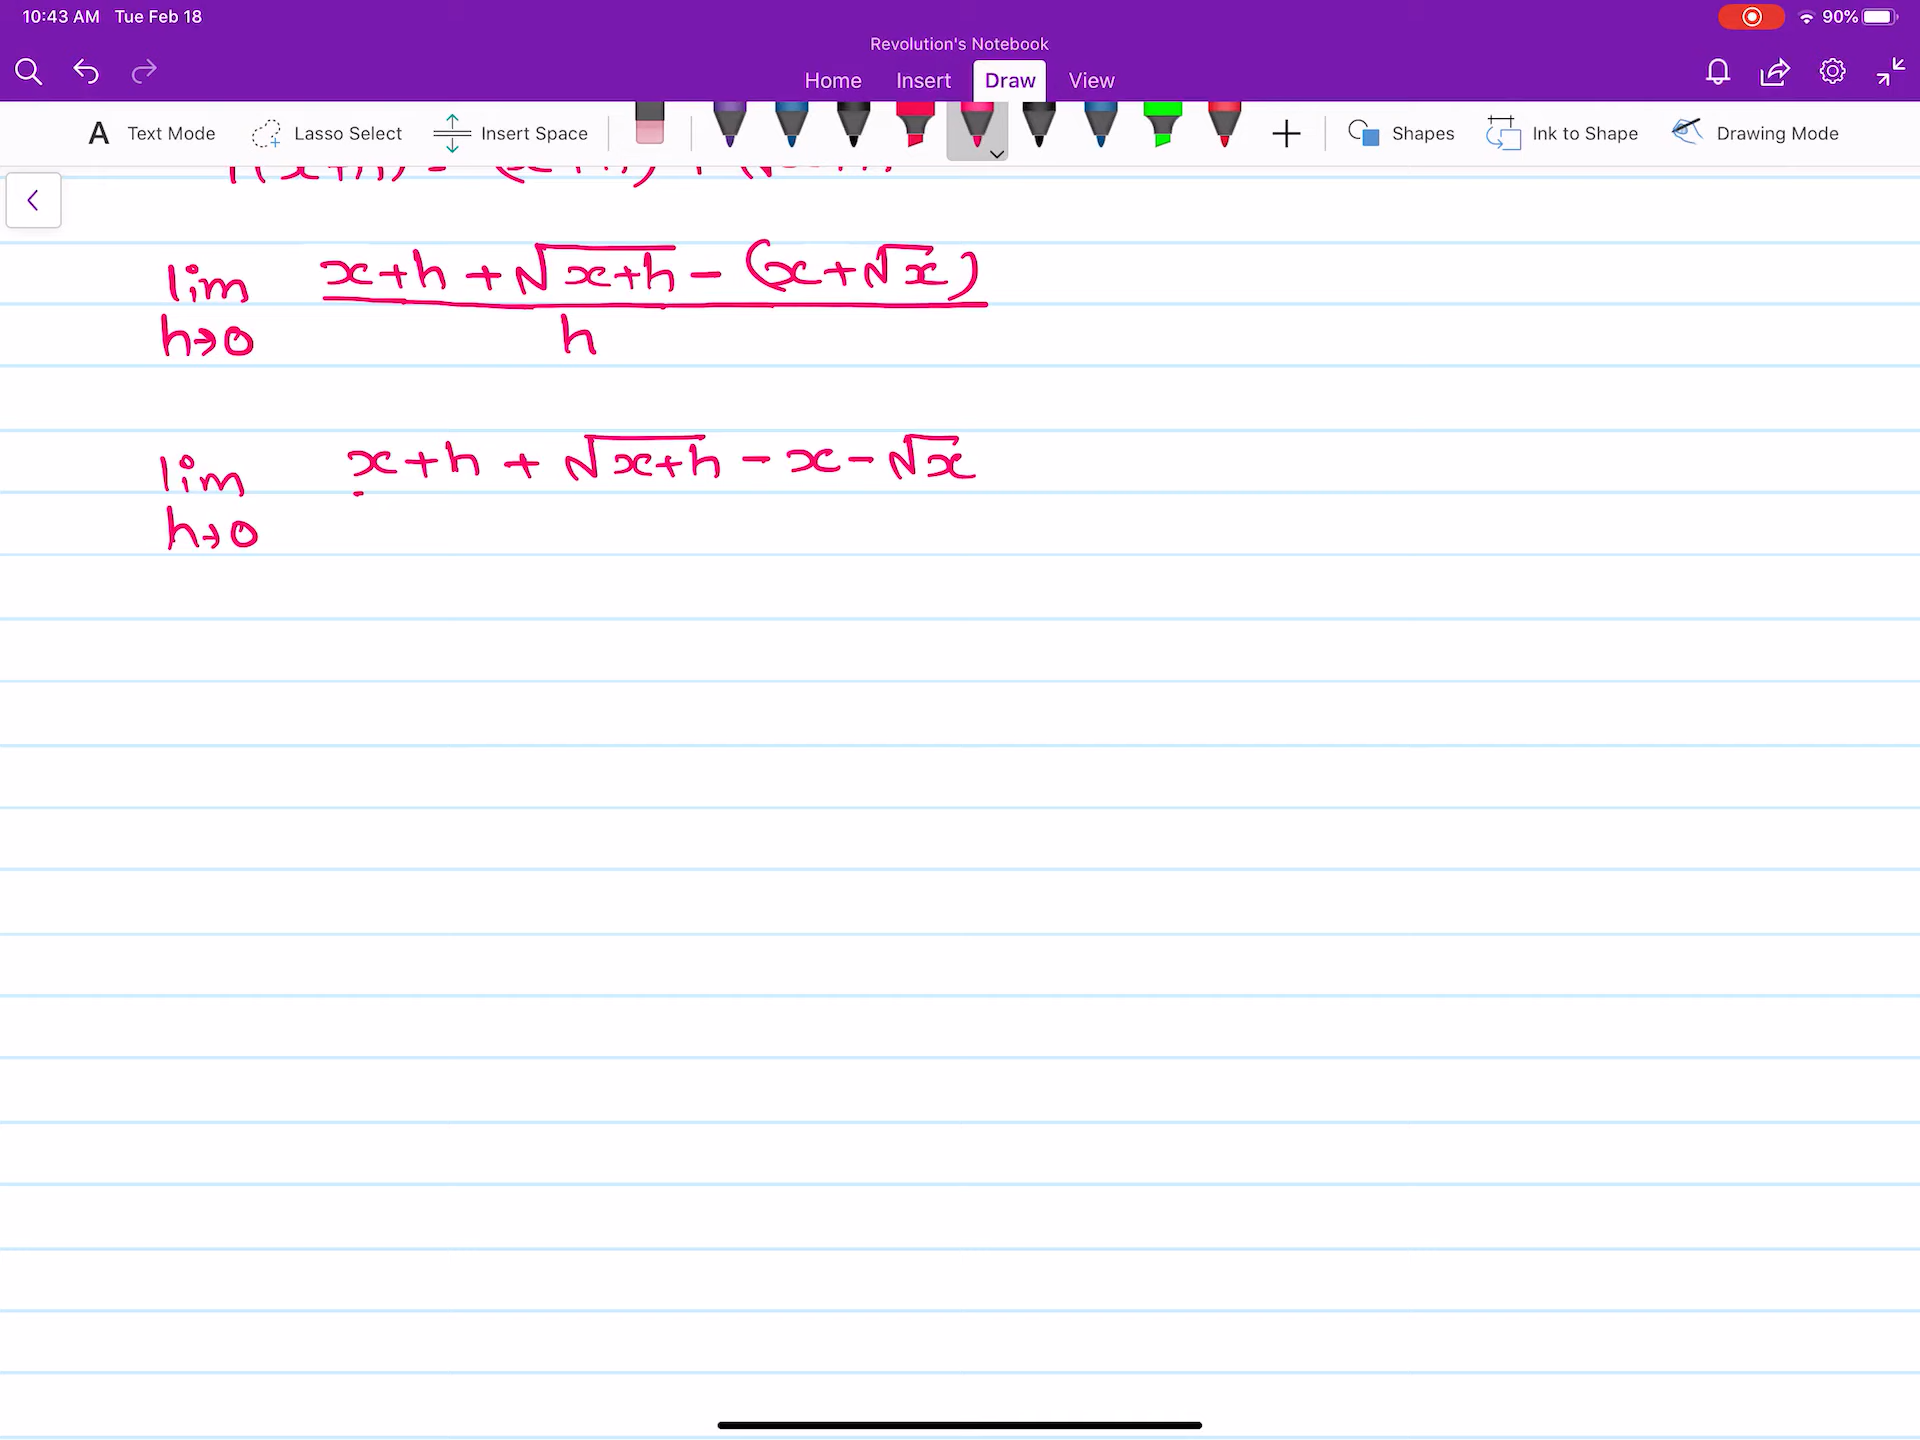 10:43 AM Tue Feb 18
90%
Revolution's Notebook
Home Insert Draw View
A Text Mode Lasso Select Insert Space Shapes Ink to Shape Drawing Mode
lim x+h+√x+h - (x+√x)
h→0 h
lim x+h + √x+h - x - √x
h→0